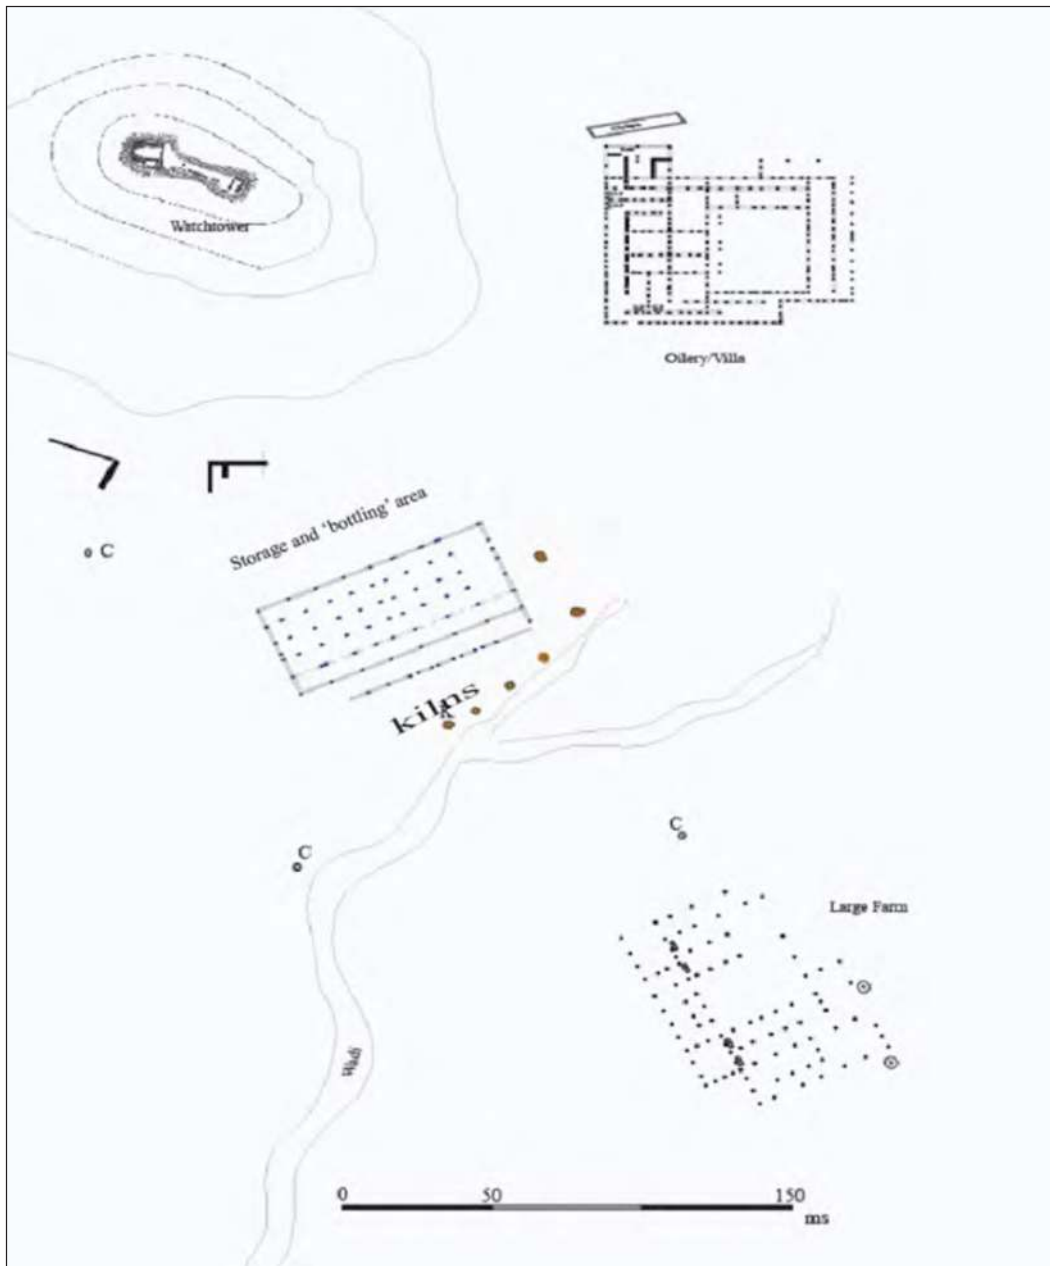 Watchtower
Oilery/Villa
Storage and 'bottling' area
C
kilns
C
C
Large Farm
Wadi
0 50 150
ms